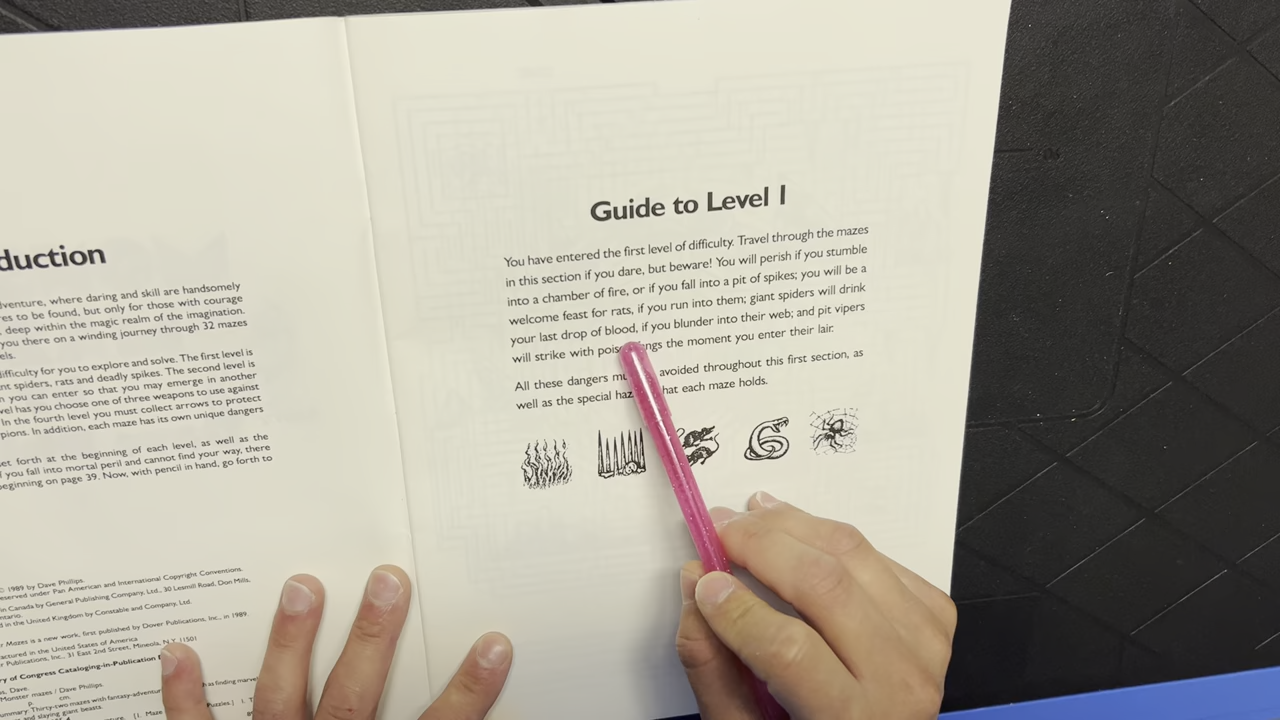 duction
dventure, where daring and skill are handsomely
res to be found, but only for those with courage
, deep within the magic realm of the imagination.
you there on a winding journey through 32 mazes
els.
difficulty for you to explore and solve. The first level is
nt spiders, rats and deadly spikes. The second level is
n you can enter so that you may emerge in another
vel has you choose one of three weapons to use against
In the fourth level you must collect arrows to protect
pions. In addition, each maze has its own unique dangers
et forth at the beginning of each level, as well as the
f you fall into mortal peril and cannot find your way, there
beginning on page 39. Now, with pencil in hand, go forth to
© 1989 by Dave Phillips.
eserved under Pan American and International Copyright Conventions.
in Canada by General Publishing Company, Ltd., 30 Lesmill Road, Don Mills,
ntario.
d in the United Kingdom by Constable and Company, Ltd.
r Mazes is a new work, first published by Dover Publications, Inc., in 1989.
actured in the United States of America
r Publications, Inc., 31 East 2nd Street, Mineola, N.Y. 11501
ry of Congress Cataloging-in-Publication
s, Dave.
Monster mazes / Dave Phillips.
p. cm.
ummary: Thirty-two mazes with fantasy-adventur as finding
and slaying giant beasts.
Puzzles.]
Guide to Level 1
You have entered the first level of difficulty. Travel through the mazes
in this section if you dare, but beware! You will perish if you stumble
into a chamber of fire, or if you fall into a pit of spikes; you will be a
welcome feast for rats, if you run into them; giant spiders will drink
your last drop of blood, if you blunder into their web; and pit vipers
will strike with pois ngs the moment you enter their lair.
All these dangers mu avoided throughout this first section, as
well as the special haz hat each maze holds.